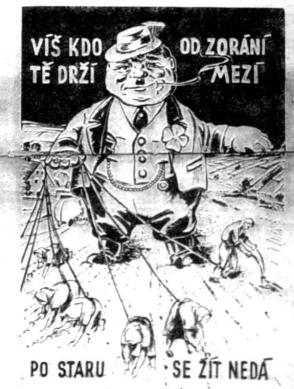 VÍŠ KDO OD ZORÁNÍ
TĚ DRŽÍ MEZÍ
PO STARU SE ŽÍT NEDÁ